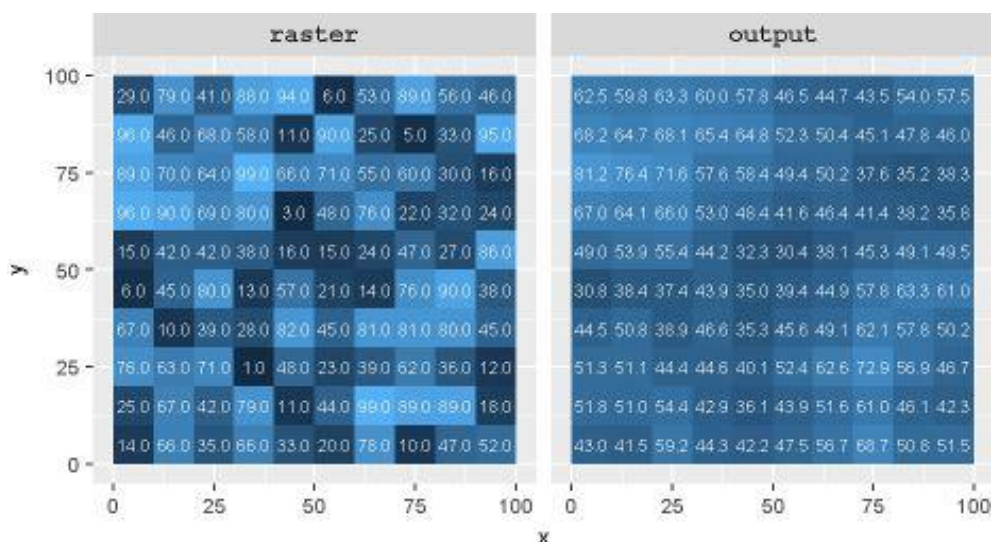 raster output
100
29.0 79.0 41.0 88.0 94.0 6.0 53.0 89.0 56.0 46.0 62.5 59.8 63.3 60.0 57.8 46.5 44.7 43.5 54.0 57.5
96.0 46.0 68.0 58.0 11.0 90.0 25.0 5.0 33.0 95.0 68.2 64.7 68.1 65.4 64.8 52.3 50.4 45.1 47.8 46.0
75
89.0 70.0 64.0 99.0 66.0 71.0 55.0 60.0 30.0 16.0 81.2 76.4 71.6 57.6 58.4 49.4 50.2 37.6 35.2 38.3
96.0 90.0 69.0 80.0 3.0 48.0 76.0 22.0 32.0 24.0 67.0 64.1 66.0 53.0 48.4 41.6 46.4 41.4 38.2 35.8
15.0 42.0 42.0 38.0 16.0 15.0 24.0 47.0 27.0 86.0 49.0 53.9 55.4 44.2 32.3 30.4 38.1 45.3 49.1 49.5
y
50
6.0 45.0 80.0 13.0 57.0 21.0 14.0 76.0 90.0 38.0 30.8 38.4 37.4 43.9 35.0 39.4 44.9 57.8 63.3 61.0
67.0 10.0 39.0 28.0 82.0 45.0 81.0 81.0 80.0 45.0 44.5 50.8 38.9 46.6 35.3 45.6 49.1 62.1 57.8 50.2
25
76.0 63.0 71.0 1.0 48.0 23.0 39.0 62.0 36.0 12.0 51.3 51.1 44.4 44.6 40.1 52.4 62.6 72.9 56.9 46.7
25.0 67.0 42.0 79.0 11.0 44.0 99.0 89.0 89.0 18.0 51.8 51.0 54.4 42.9 36.1 43.9 51.6 61.0 46.1 42.3
14.0 66.0 35.0 66.0 33.0 20.0 78.0 10.0 47.0 52.0 43.0 41.5 59.2 44.3 42.2 47.5 56.7 68.7 50.8 51.5
0
0 25 50 75 100 0 25 50 75 100
x